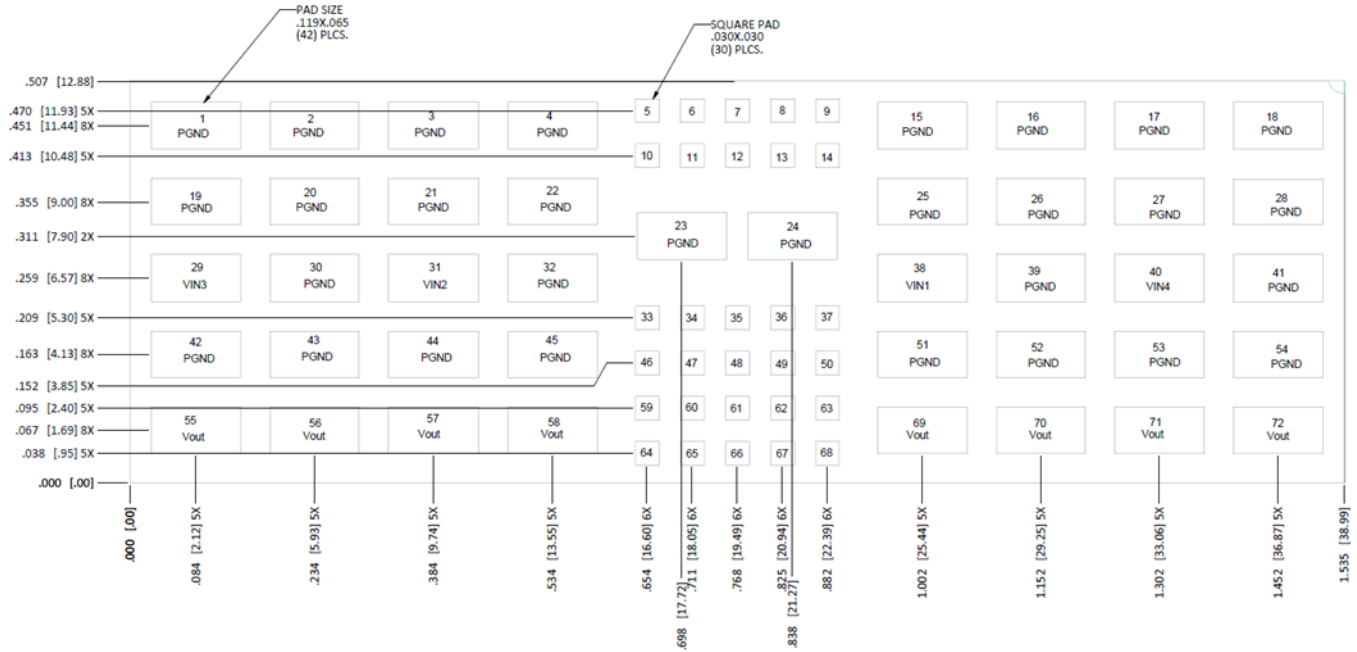 PAD SIZE
.119X.065
(42) PLCS.
SQUARE PAD
.030X.030
(30) PLCS.
.507 [12.88]
.470 [11.93] 5X
.451 [11.44] 8X
.413 [10.48] 5X
.355 [9.00] 8X
.311 [7.90] 2X
.259 [6.57] 8X
.209 [5.30] 5X
.163 [4.13] 8X
.152 [3.85] 5X
.095 [2.40] 5X
.067 [1.69] 8X
.038 [.95] 5X
.000 [.00]
1 2 3 4 5 6 7 8 9 15 16 17 18
PGND PGND PGND PGND PGND PGND PGND PGND
10 11 12 13 14
19 20 21 22 25 26 27 28
PGND PGND PGND PGND PGND PGND PGND PGND
23 24
PGND PGND
29 30 31 32 38 39 40 41
VIN3 PGND VIN2 PGND VIN1 PGND VIN4 PGND
33 34 35 36 37
42 43 44 45 51 52 53 54
PGND PGND PGND PGND PGND PGND PGND PGND
46 47 48 49 50
59 60 61 62 63
55 56 57 58 69 70 71 72
Vout Vout Vout Vout Vout Vout Vout Vout
64 65 66 67 68
.000 [.00]
.084 [2.12] 5X
.234 [5.93] 5X
.384 [9.74] 5X
.534 [13.55] 5X
.654 [16.60] 6X
.698 [17.72]
.711 [18.05] 6X
.768 [19.49] 6X
.825 [20.94] 6X
.838 [21.27]
.882 [22.39] 6X
1.002 [25.44] 5X
1.152 [29.25] 5X
1.302 [33.06] 5X
1.452 [36.87] 5X
1.535 [38.99]